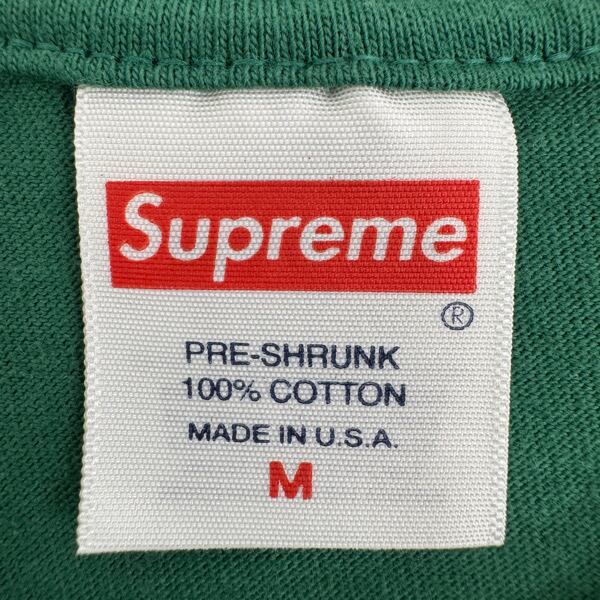 Supreme
®
PRE-SHRUNK
100% COTTON
MADE IN U.S.A.
M